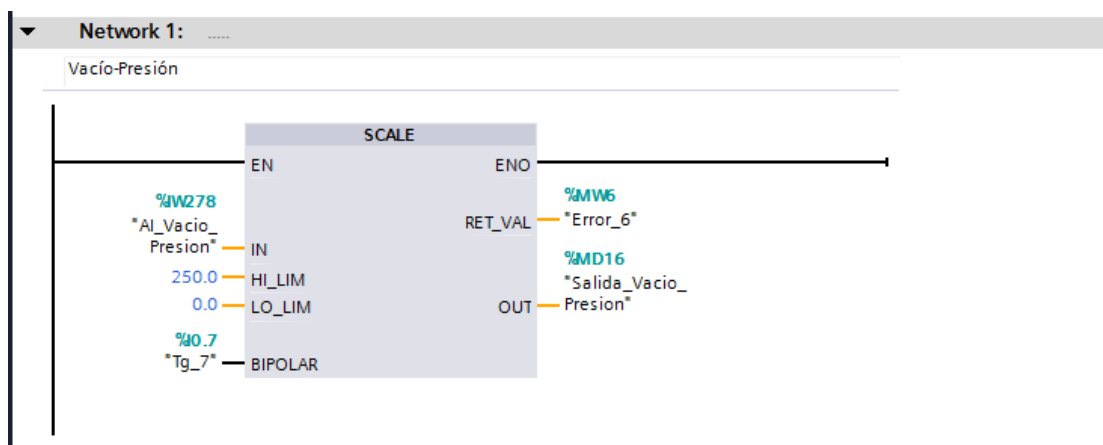 Network 1: .....
Vacío-Presión
SCALE
EN ENO
%IW278
"AI_Vacio_
Presion" IN
250.0 HI_LIM
0.0 LO_LIM
%I0.7
"Tg_7" BIPOLAR
%MW6
RET_VAL "Error_6"
%MD16
"Salida_Vacio_
OUT Presion"